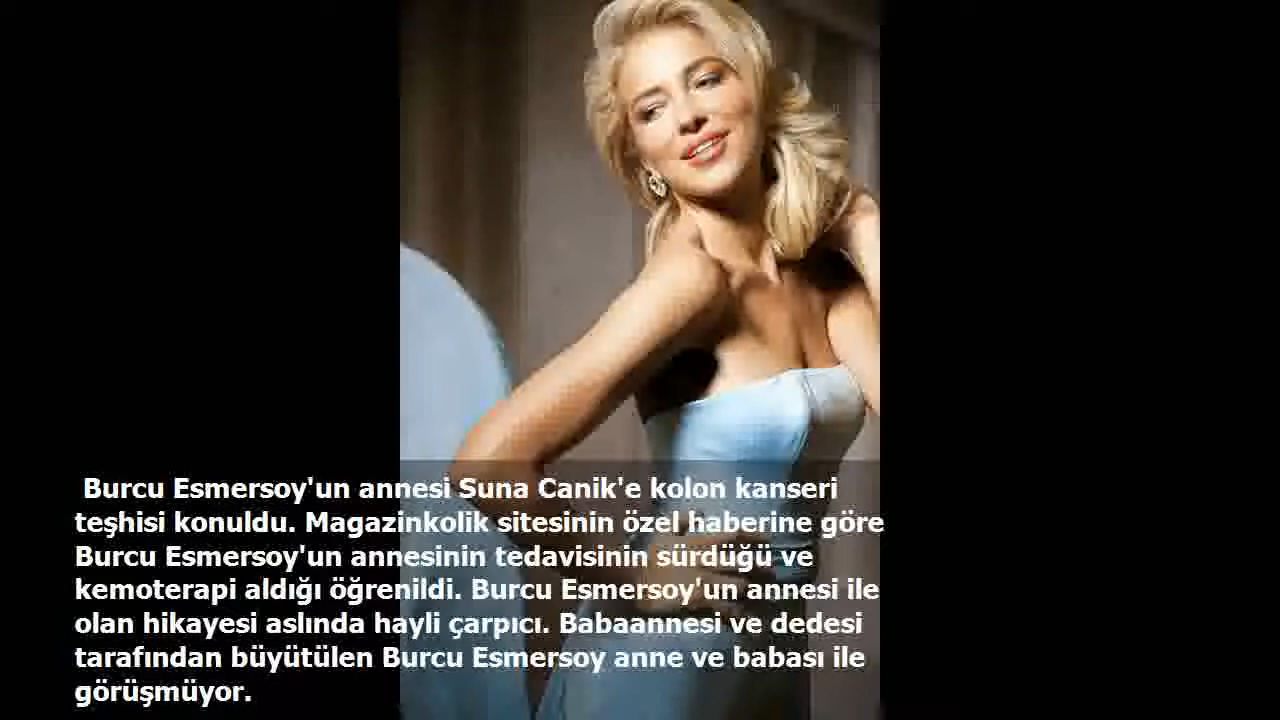 Burcu Esmersoy'un annesi Suna Canik'e kolon kanseri
teşhisi konuldu. Magazinkolik sitesinin özel haberine göre
Burcu Esmersoy'un annesinin tedavisinin sürdüğü ve
kemoterapi aldığı öğrenildi. Burcu Esmersoy'un annesi ile
olan hikayesi aslında hayli çarpıcı. Babaannesi ve dedesi
tarafından büyütülen Burcu Esmersoy anne ve babası ile
görüşmüyor.